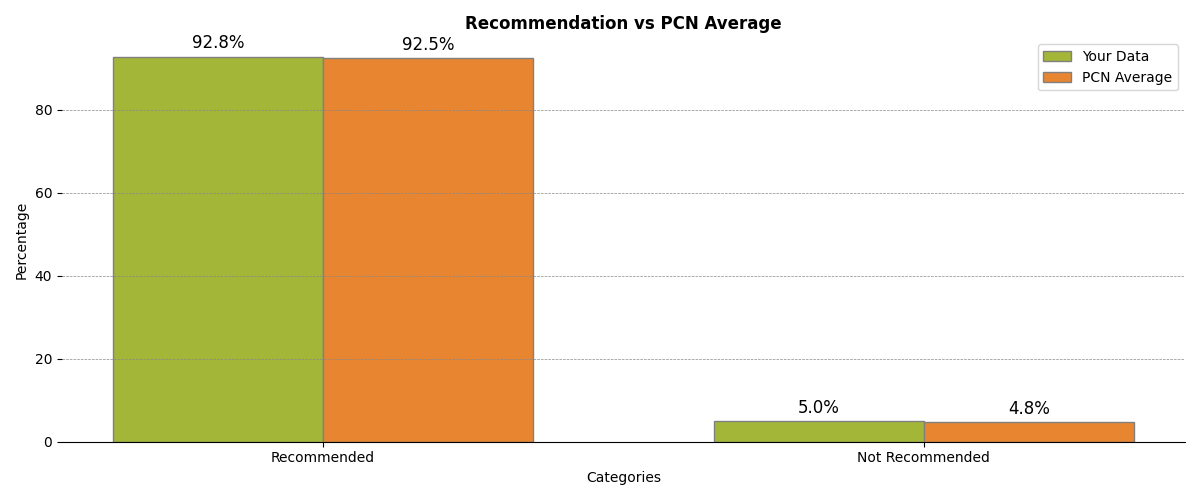 Recommendation vs PCN Average
92.8%
92.5%
Your Data
PCN Average
80
60
40
20
0
Percentage
5.0%
4.8%
Recommended
Not Recommended
Categories